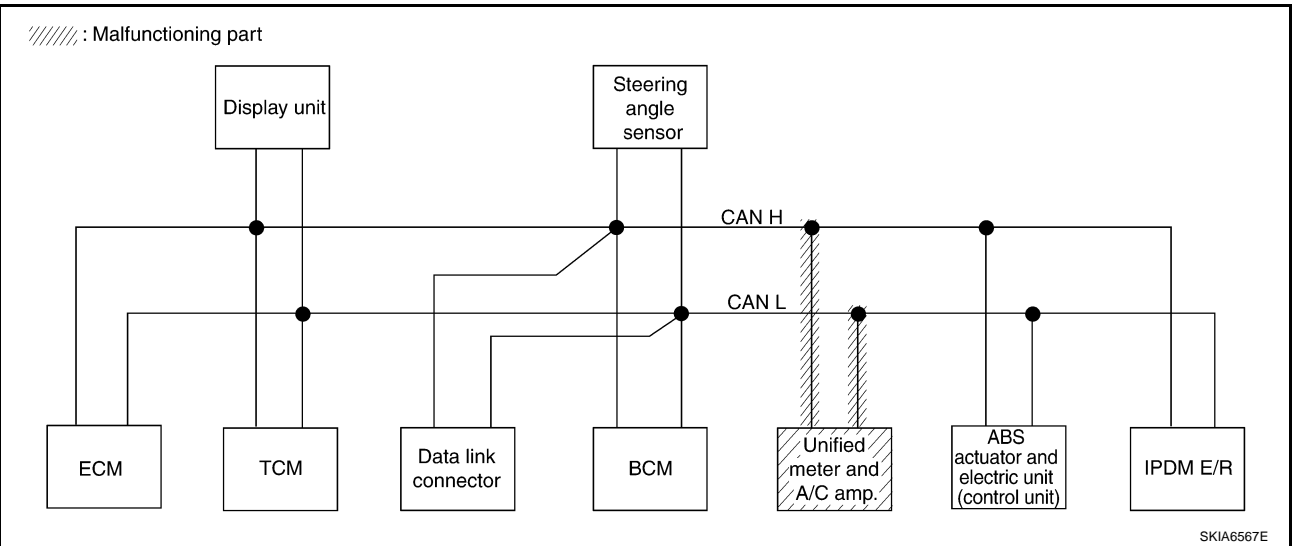 : Malfunctioning part
Display unit
Steering
angle
sensor
CAN H
CAN L
ECM
TCM
Data link
connector
BCM
Unified
meter and
A/C amp.
ABS
actuator and
electric unit
(control unit)
IPDM E/R
SKIA6567E